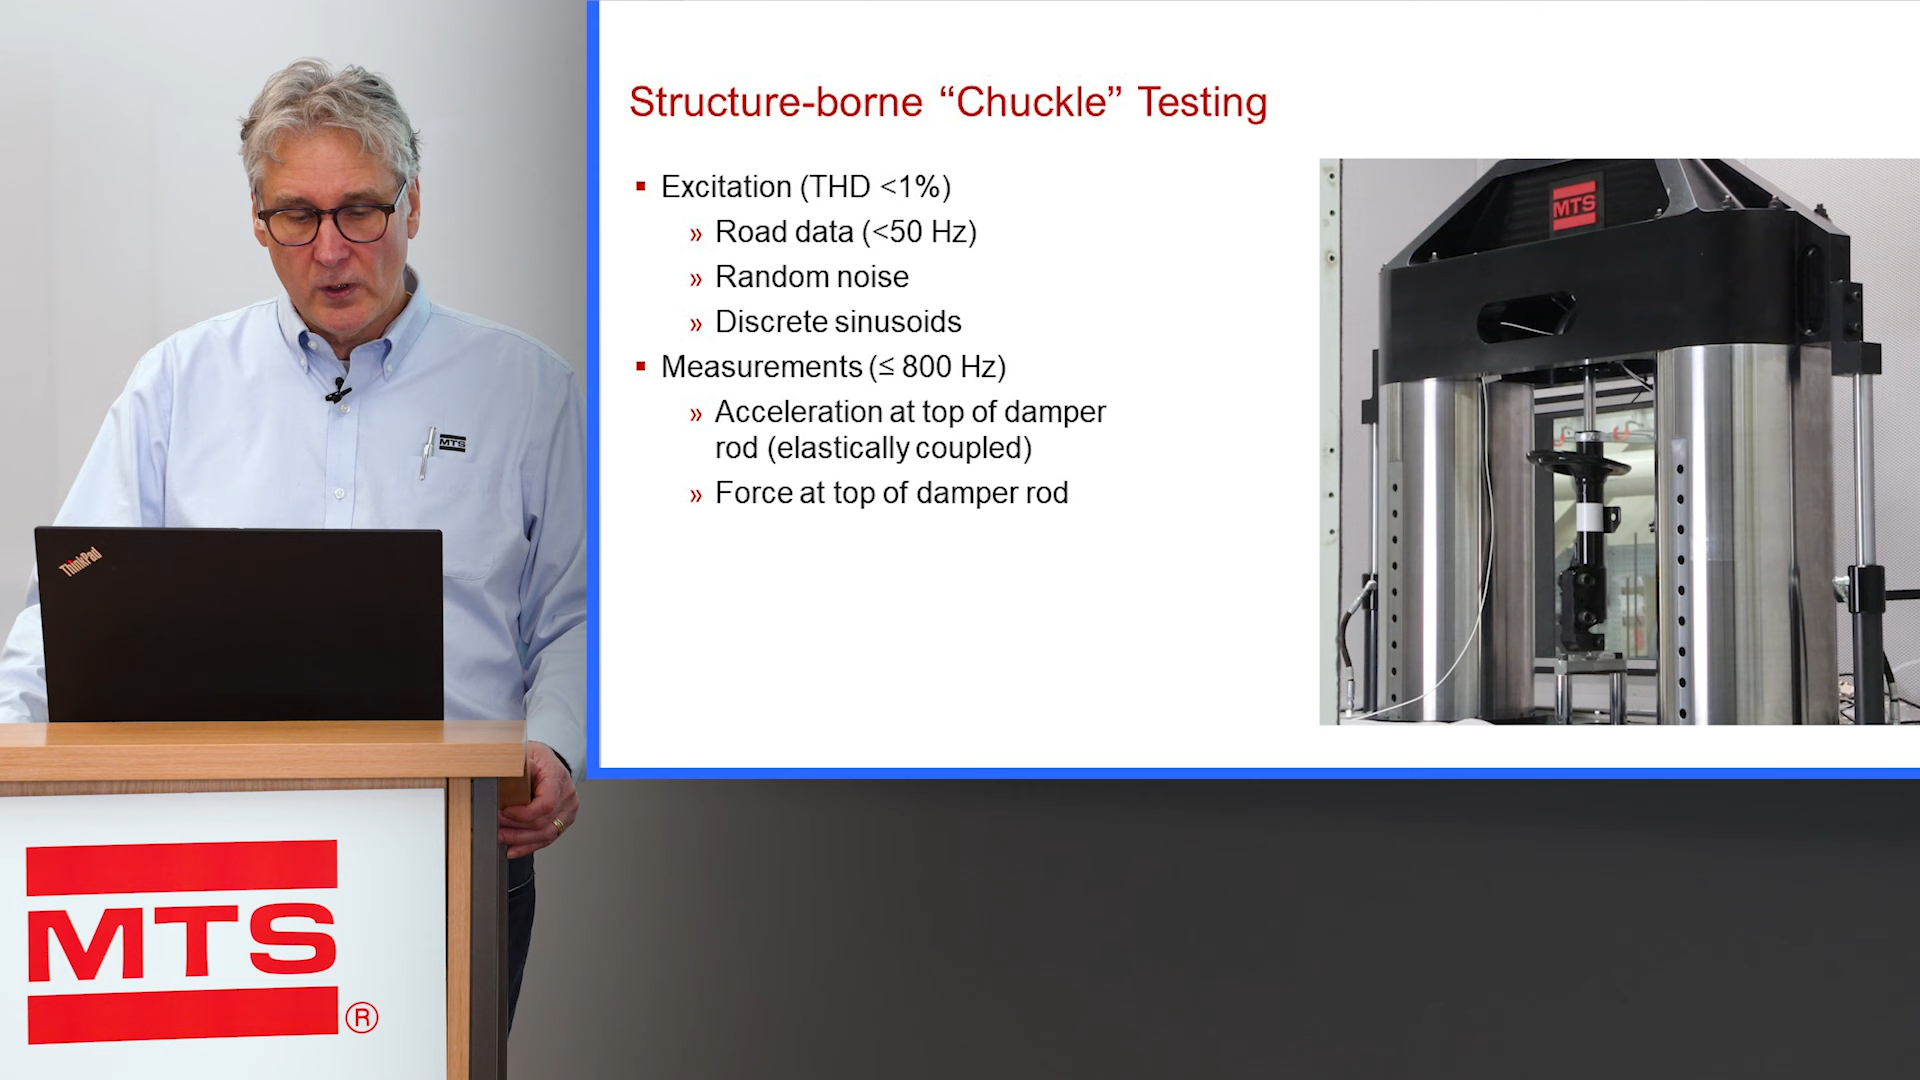 Structure-borne “Chuckle” Testing
▪ Excitation (THD <1%)
» Road data (<50 Hz)
» Random noise
» Discrete sinusoids
▪ Measurements (≤ 800 Hz)
» Acceleration at top of damper
rod (elastically coupled)
» Force at top of damper rod
MTS
MTS
ThinkPad
MTS®